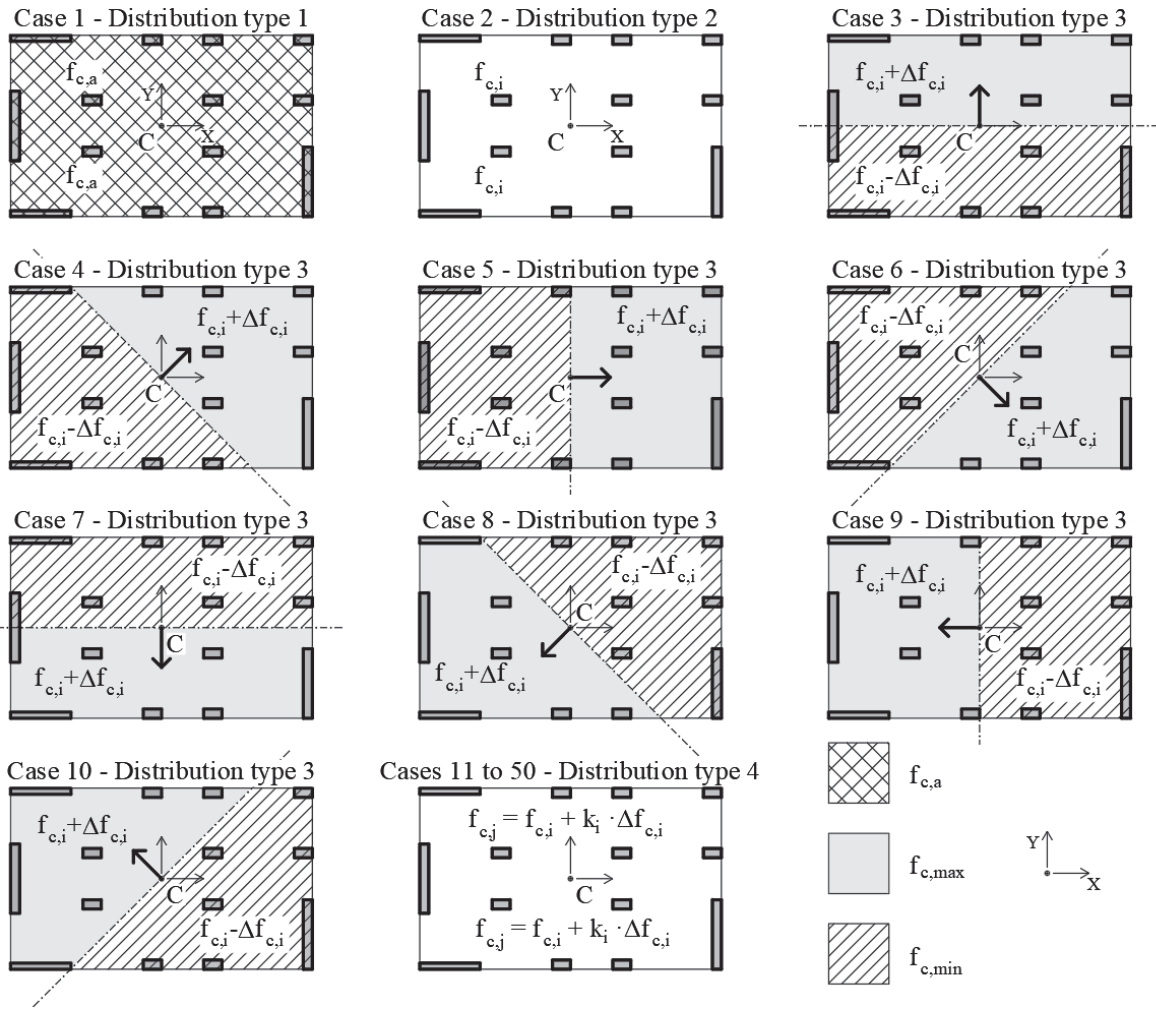 Case 1 - Distribution type 1
f_c,a
Y
X
C
f_c,a
Case 2 - Distribution type 2
f_c,i
Y
X
C
f_c,i
Case 3 - Distribution type 3
f_c,i+Δf_c,i
C
f_c,i-Δf_c,i
Case 4 - Distribution type 3
f_c,i+Δf_c,i
C
f_c,i-Δf_c,i
Case 5 - Distribution type 3
f_c,i+Δf_c,i
C
f_c,i-Δf_c,i
Case 6 - Distribution type 3
f_c,i-Δf_c,i
C
f_c,i+Δf_c,i
Case 7 - Distribution type 3
f_c,i-Δf_c,i
C
f_c,i+Δf_c,i
Case 8 - Distribution type 3
f_c,i-Δf_c,i
C
f_c,i+Δf_c,i
Case 9 - Distribution type 3
f_c,i+Δf_c,i
C
f_c,i-Δf_c,i
Case 10 - Distribution type 3
f_c,i+Δf_c,i
C
f_c,i-Δf_c,i
Cases 11 to 50 - Distribution type 4
f_c,j = f_c,i + k_i · Δf_c,i
C
f_c,j = f_c,i + k_i · Δf_c,i
f_c,a
f_c,max
Y
X
f_c,min